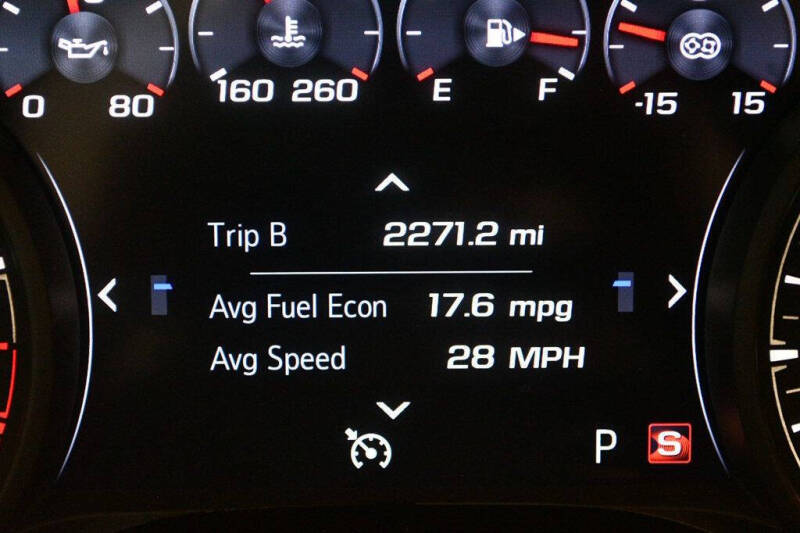 0 80 160 260 E F -15 15
Trip B 2271.2 mi
Avg Fuel Econ 17.6 mpg
Avg Speed 28 MPH
P S